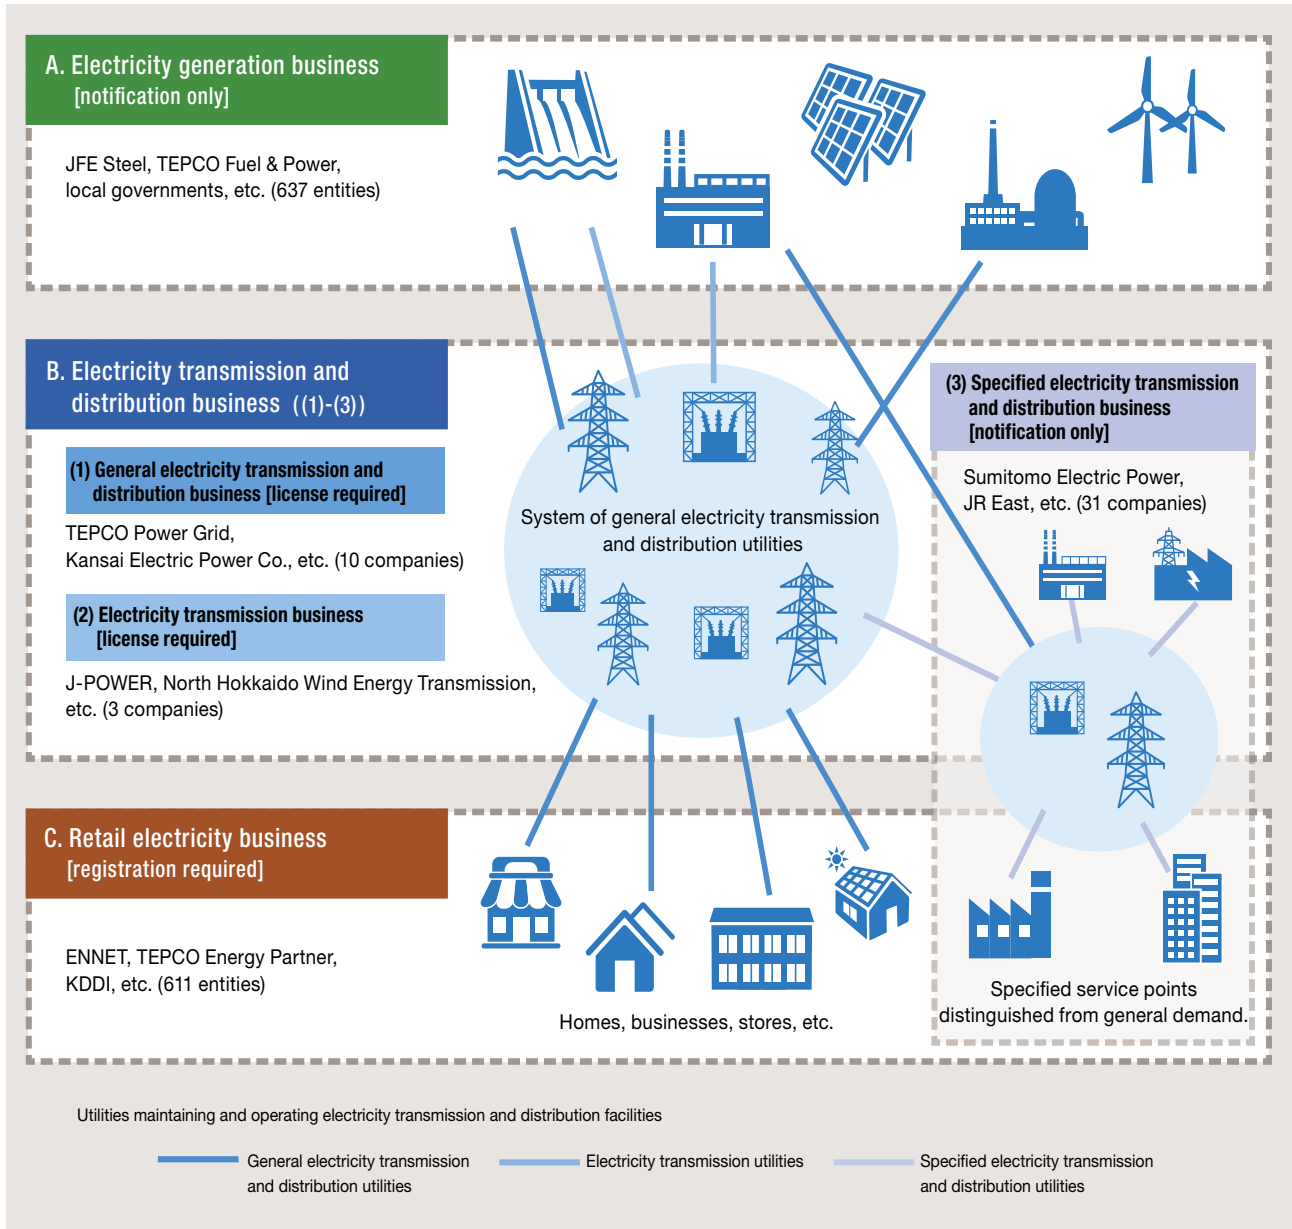 A. Electricity generation business
[notification only]
JFE Steel, TEPCO Fuel & Power,
local governments, etc. (637 entities)
B. Electricity transmission and
distribution business ((1)-(3))
(1) General electricity transmission and
distribution business [license required]
TEPCO Power Grid,
Kansai Electric Power Co., etc. (10 companies)
(2) Electricity transmission business
[license required]
J-POWER, North Hokkaido Wind Energy Transmission,
etc. (3 companies)
System of general electricity transmission
and distribution utilities
(3) Specified electricity transmission
and distribution business
[notification only]
Sumitomo Electric Power,
JR East, etc. (31 companies)
C. Retail electricity business
[registration required]
ENNET, TEPCO Energy Partner,
KDDI, etc. (611 entities)
Homes, businesses, stores, etc.
Specified service points
distinguished from general demand.
Utilities maintaining and operating electricity transmission and distribution facilities
General electricity transmission
and distribution utilities
Electricity transmission utilities
Specified electricity transmission
and distribution utilities